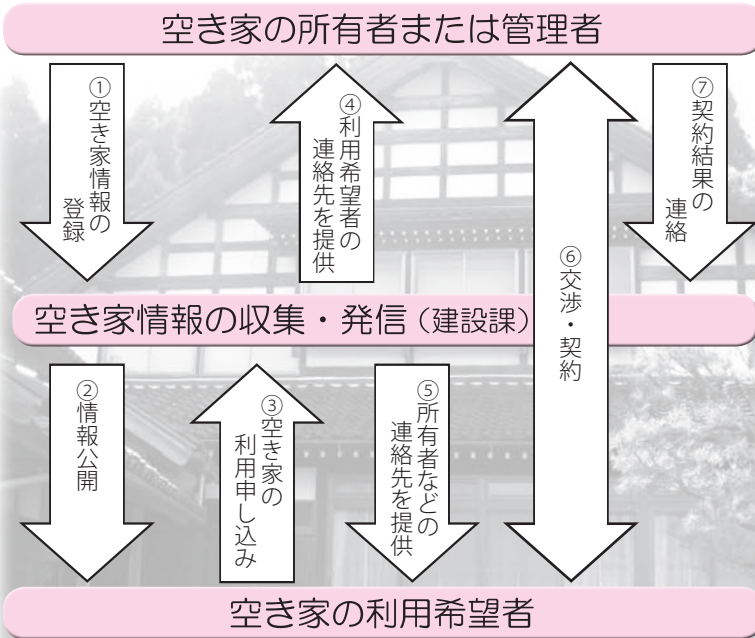 空き家の所有者または管理者
①空き家情報の
登録
④利用希望者の
連絡先を提供
⑥交渉・契約
⑦契約結果の
連絡
空き家情報の収集・発信（建設課）
②情報公開
③空き家の
利用申し込み
⑤所有者などの
連絡先を提供
空き家の利用希望者